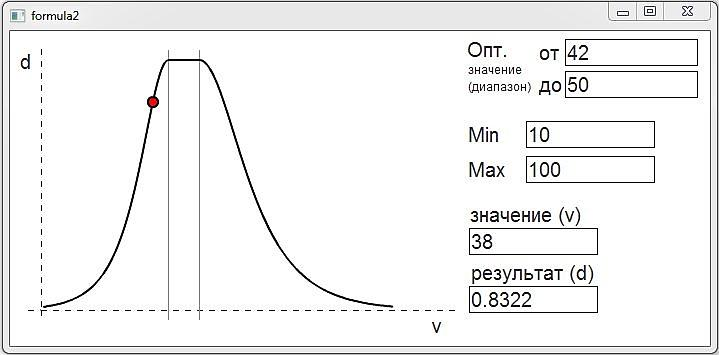 formula2
d
v
Опт. от 42
значение
(диапазон) до 50
Min 10
Max 100
значение (v)
38
результат (d)
0.8322